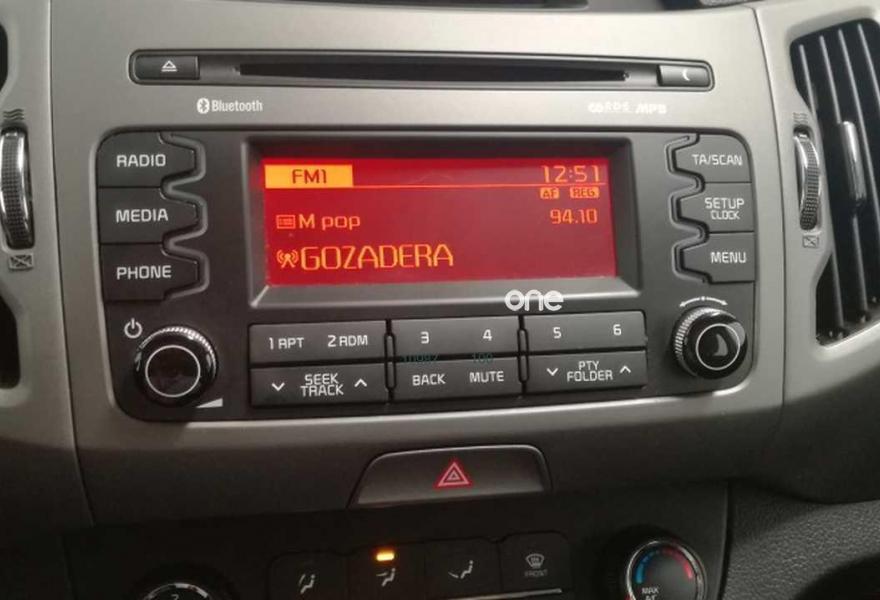 Bluetooth
RDS MP3
RADIO
MEDIA
PHONE
FM1 12:51
AF REG
M pop 94.10
GOZADERA
TA/SCAN
SETUP
CLOCK
MENU
one
1 RPT 2 RDM 3 4 5 6
SEEK
TRACK
BACK MUTE
PTY
FOLDER
FRONT
MAX
A/C